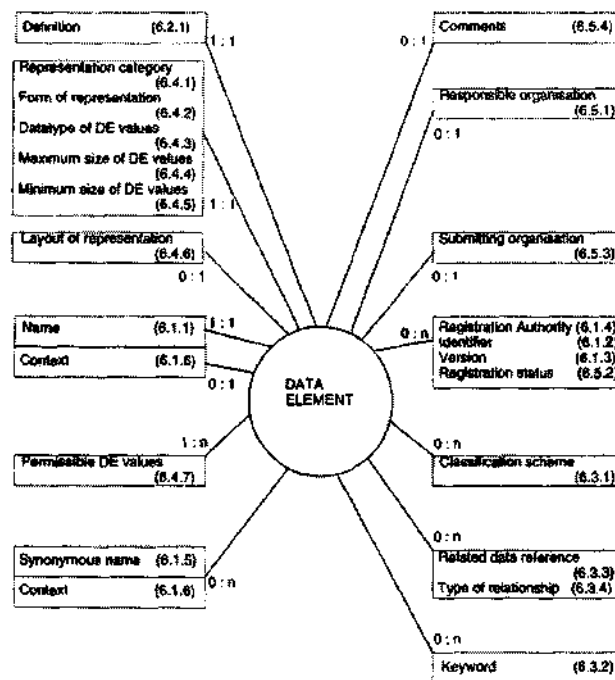 Definition (6.2.1)
1 : 1
Representation category
(6.4.1)
Form of representation
(6.4.2)
Datatype of DE values
(6.4.3)
Maximum size of DE values
(6.4.4)
Minimum size of DE values
(6.4.5)
1 : 1
Layout of representation
(6.4.6)
0 : 1
Name (6.1.1)
1 : 1
Context (6.1.6)
0 : 1
1 : n
Permissible DE values
(6.4.7)
Synonymous name (6.1.5)
0 : n
Context (6.1.6)
DATA
ELEMENT
0 : 1
Comments (6.5.4)
Responsible organisation
(6.5.1)
0 : 1
Submitting organisation
(6.5.3)
0 : 1
0 : n
Registration Authority (6.1.4)
Identifier (6.1.2)
Version (6.1.3)
Registration status (6.5.2)
0 : n
Classification scheme
(6.3.1)
0 : n
Related data reference
(6.3.3)
Type of relationship (6.3.4)
0 : n
Keyword (6.3.2)